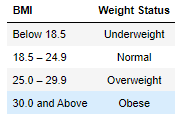 BMI Weight Status
Below 18.5 Underweight
18.5 – 24.9 Normal
25.0 – 29.9 Overweight
30.0 and Above Obese